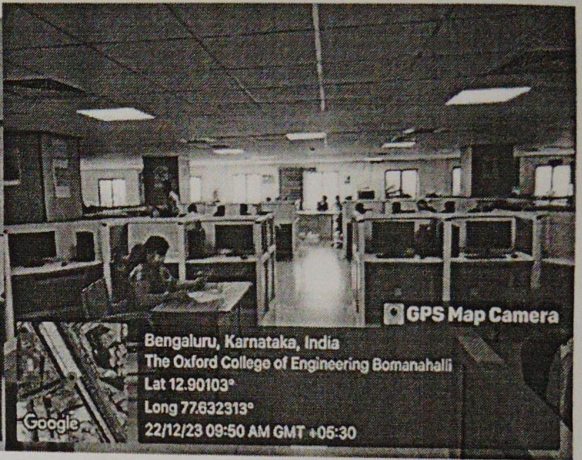 GPS Map Camera
Bengaluru, Karnataka, India
The Oxford College of Engineering Bomanahalli
Lat 12.90103°
Long 77.632313°
22/12/23 09:50 AM GMT +05:30
Google